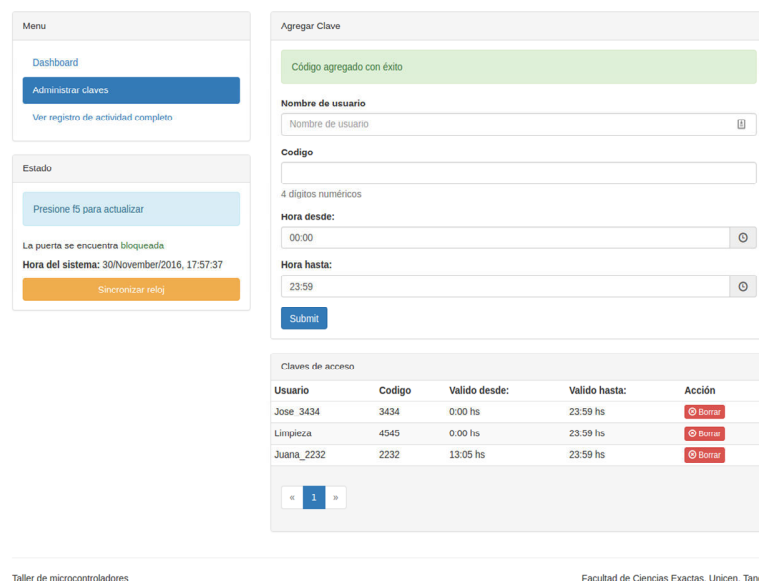 Menu
Dashboard
Administrar claves
Ver registro de actividad completo
Estado
Presione f5 para actualizar
La puerta se encuentra bloqueada
Hora del sistema: 30/November/2016, 17:57:37
Sincronizar reloj
Agregar Clave
Código agregado con éxito
Nombre de usuario
Nombre de usuario
Codigo
4 dígitos numéricos
Hora desde:
00:00
Hora hasta:
23:59
Submit
Claves de acceso
Usuario Codigo Valido desde: Valido hasta: Acción
Jose_3434 3434 0:00 hs 23:59 hs Borrar
Limpieza 4545 0:00 hs 23:59 hs Borrar
Juana_2232 2232 13:05 hs 23:59 hs Borrar
« 1 »
Taller de microcontroladores
Facultad de Ciencias Exactas, Unicen, Tan